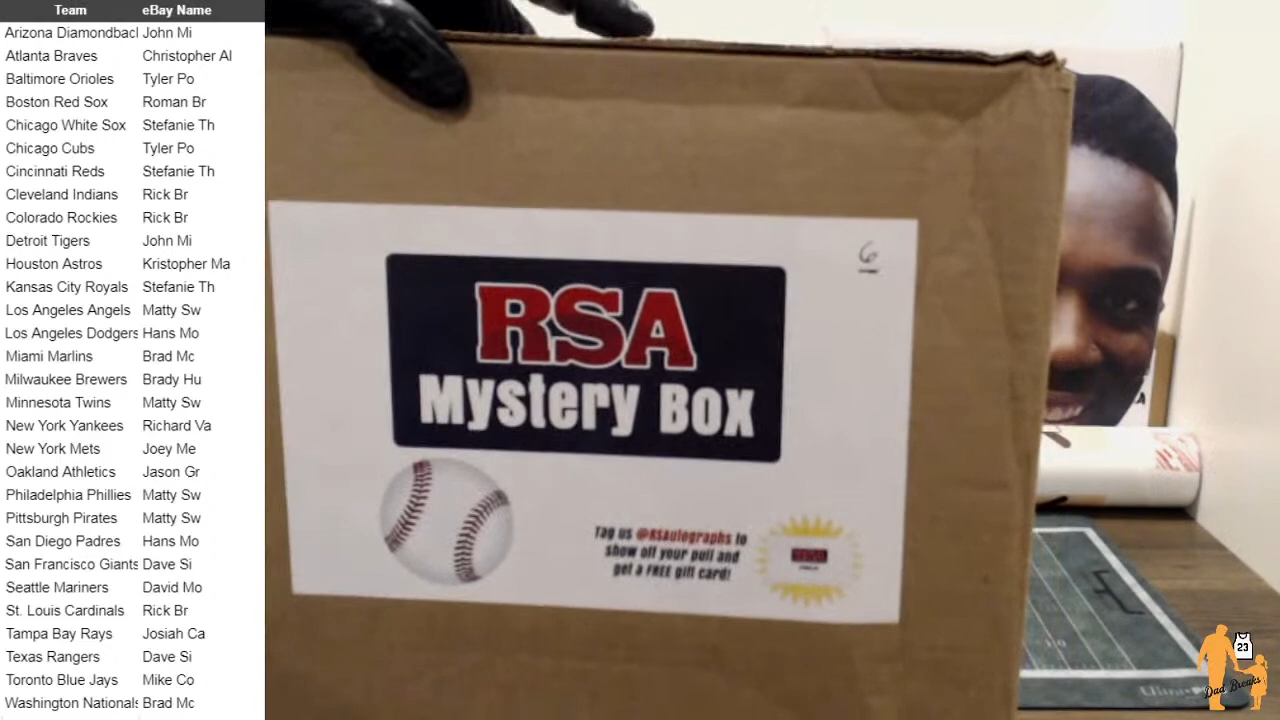 Team eBay Name
Arizona Diamondbacl John Mi
Atlanta Braves Christopher Al
Baltimore Orioles Tyler Po
Boston Red Sox Roman Br
Chicago White Sox Stefanie Th
Chicago Cubs Tyler Po
Cincinnati Reds Stefanie Th
Cleveland Indians Rick Br
Colorado Rockies Rick Br
Detroit Tigers John Mi
Houston Astros Kristopher Ma
Kansas City Royals Stefanie Th
Los Angeles Angels Matty Sw
Los Angeles Dodgers Hans Mo
Miami Marlins Brad Mc
Milwaukee Brewers Brady Hu
Minnesota Twins Matty Sw
New York Yankees Richard Va
New York Mets Joey Me
Oakland Athletics Jason Gr
Philadelphia Phillies Matty Sw
Pittsburgh Pirates Matty Sw
San Diego Padres Hans Mo
San Francisco Giants Dave Si
Seattle Mariners David Mo
St. Louis Cardinals Rick Br
Tampa Bay Rays Josiah Ca
Texas Rangers Dave Si
Toronto Blue Jays Mike Co
Washington Nationals Brad Mc
6
RSA
Mystery Box
Tag us @RSAutographs to
show off your pull and
get a FREE gift card!
RSA
23
Dad Breaks